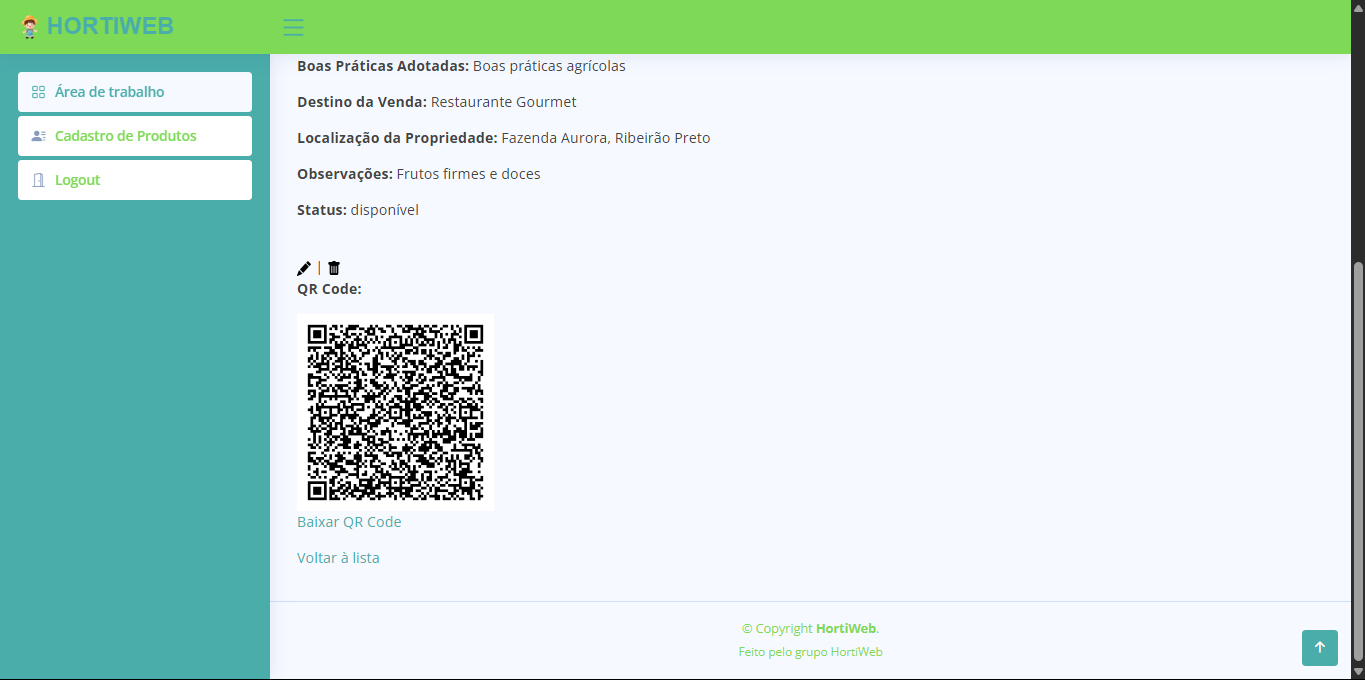 HORTIWEB
Área de trabalho
Cadastro de Produtos
Logout
Boas Práticas Adotadas: Boas práticas agrícolas
Destino da Venda: Restaurante Gourmet
Localização da Propriedade: Fazenda Aurora, Ribeirão Preto
Observações: Frutos firmes e doces
Status: disponível
|
QR Code:
Baixar QR Code
Voltar à lista
© Copyright HortiWeb.
Feito pelo grupo HortiWeb